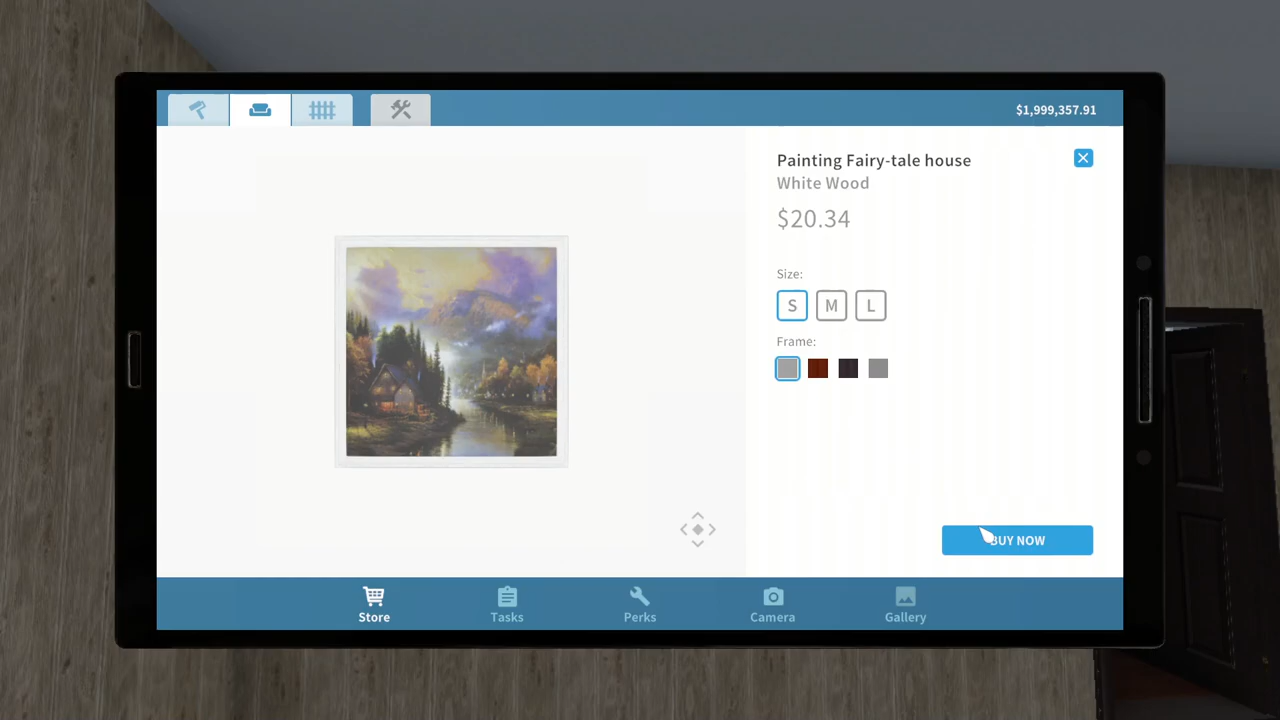 $1,999,357.91
Painting Fairy-tale house
White Wood
$20.34
Size:
S M L
Frame:
BUY NOW
Store Tasks Perks Camera Gallery